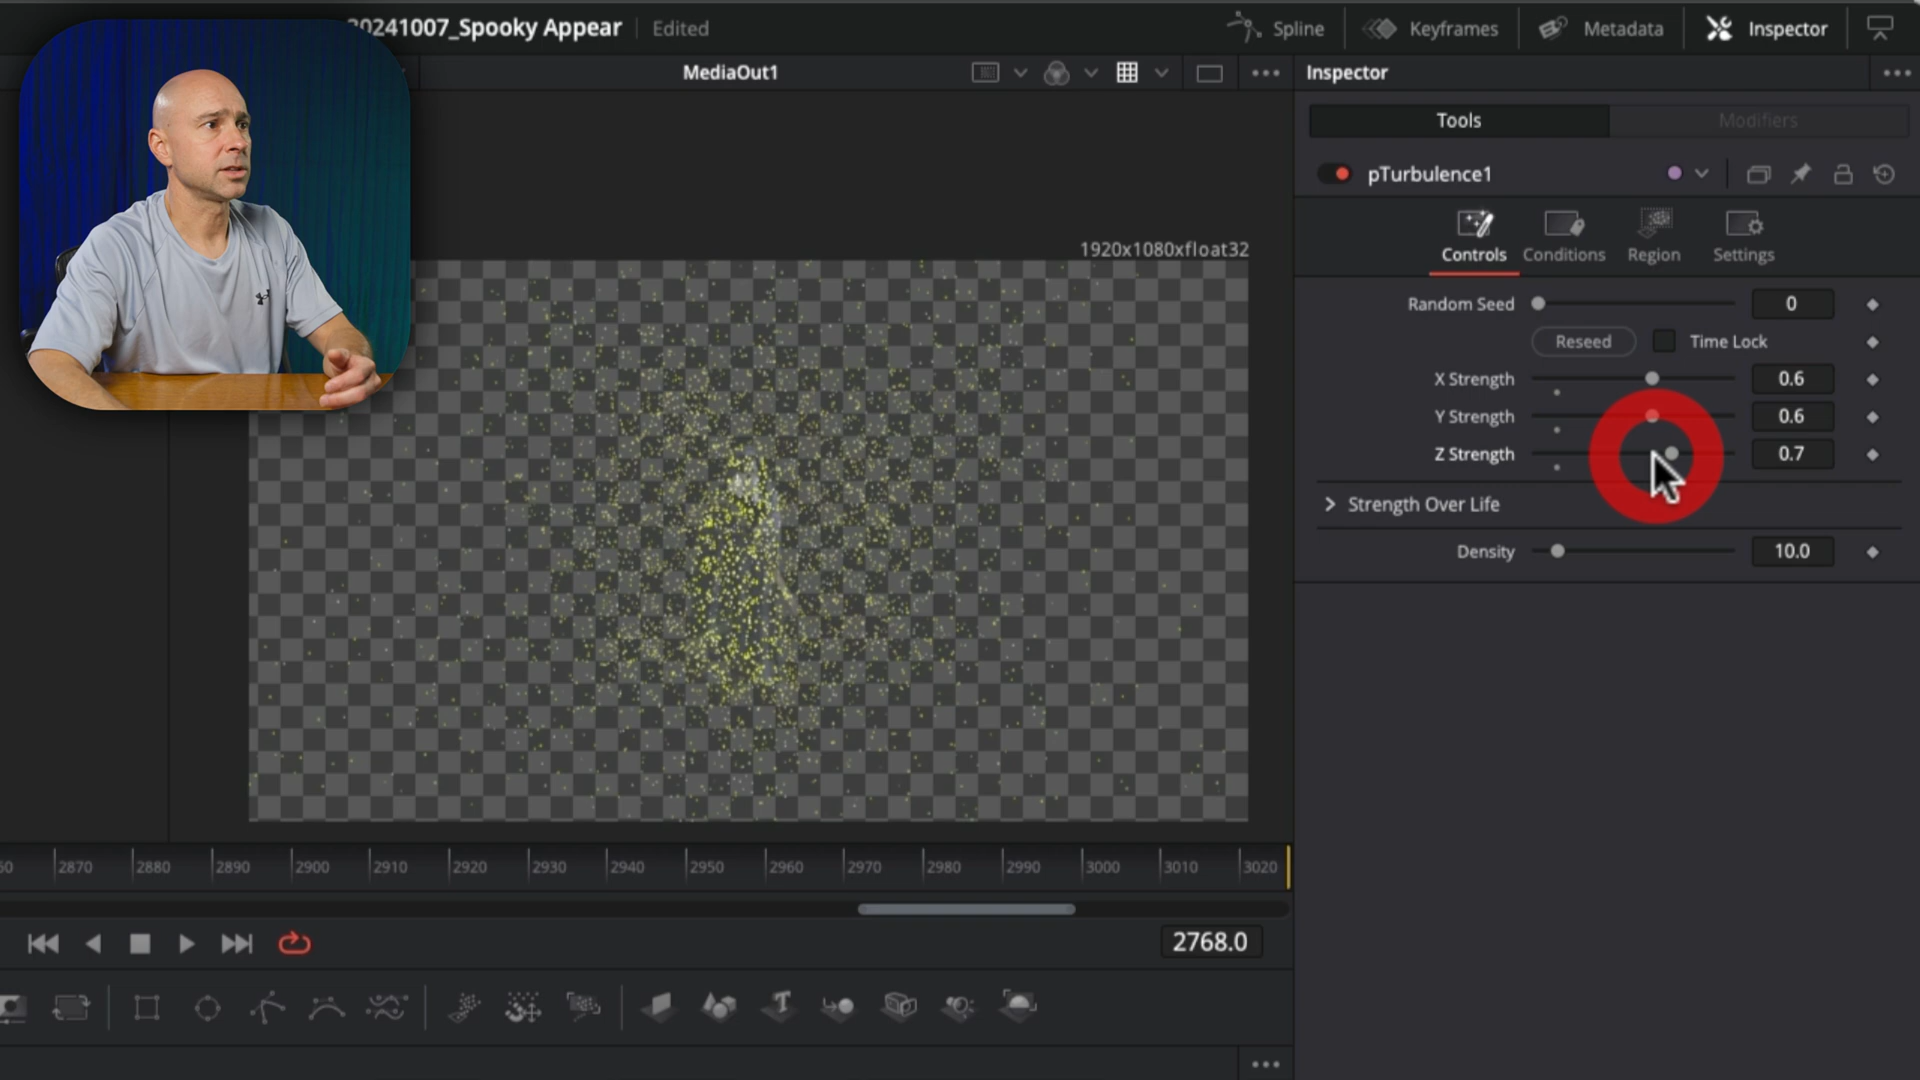 20241007_Spooky Appear
Edited
Spline
Keyframes
Metadata
Inspector
MediaOut1
Inspector
Tools
Modifiers
pTurbulence1
Controls
Conditions
Region
Settings
1920x1080xfloat32
Random Seed
0
Reseed
Time Lock
X Strength
0.6
Y Strength
0.6
Z Strength
0.7
Strength Over Life
Density
10.0
2870
2880
2890
2900
2910
2920
2930
2940
2950
2960
2970
2980
2990
3000
3010
3020
2768.0